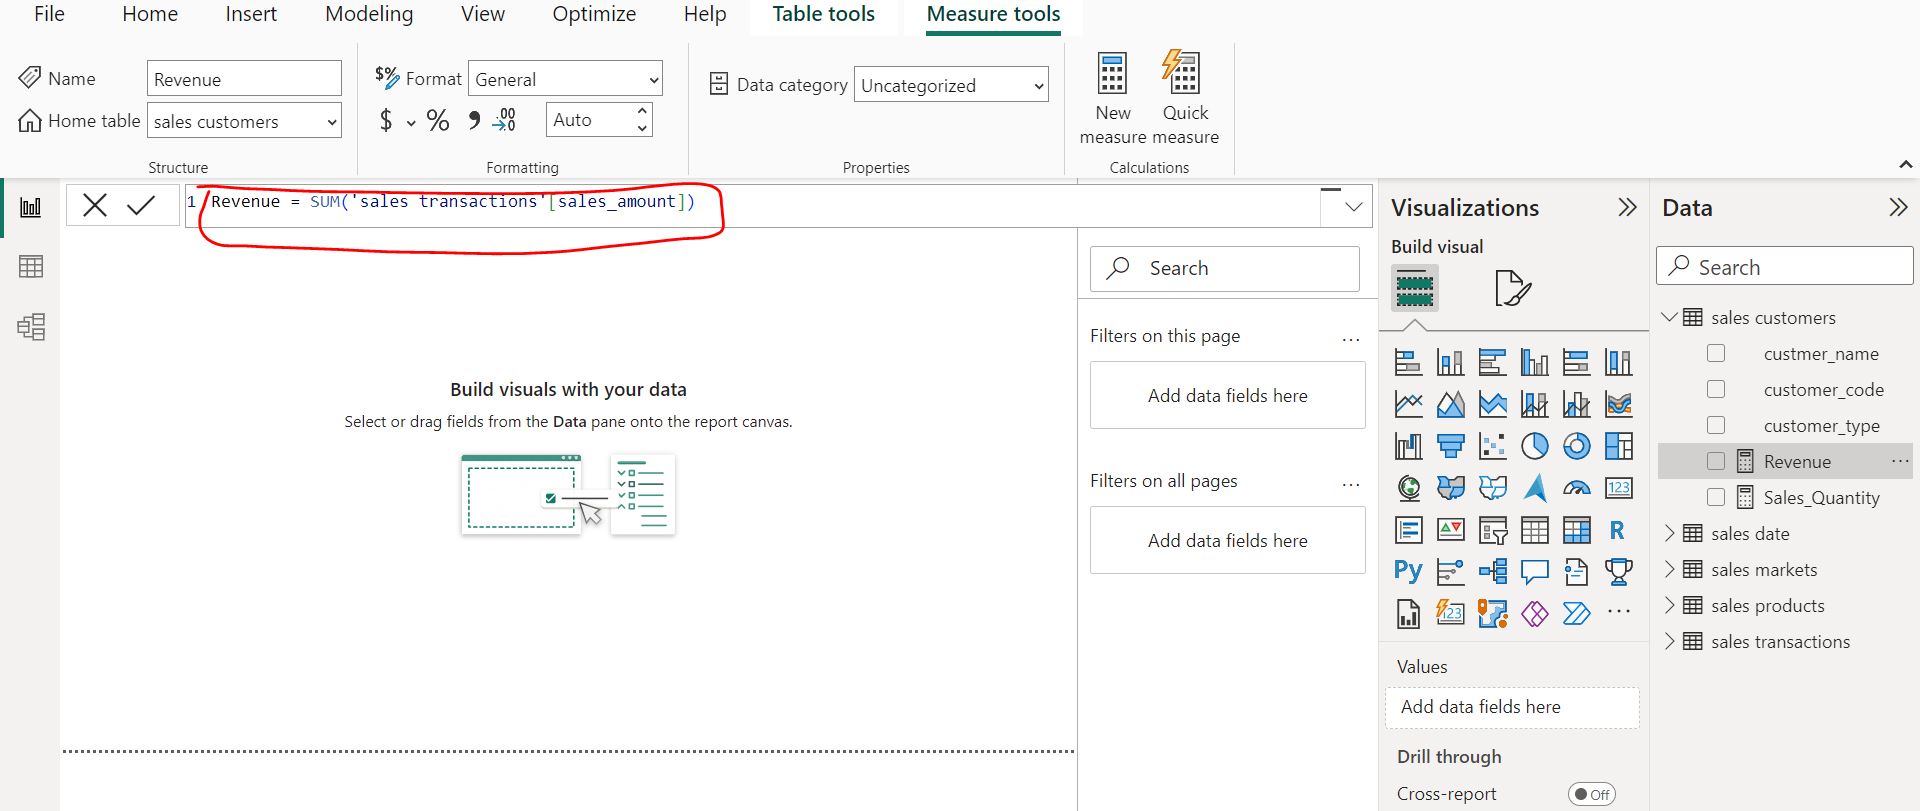 File Home Insert Modeling View Optimize Help Table tools Measure tools
Name Revenue
Home table sales customers
Structure
$% Format General
$ % , .00 Auto
Formatting
Data category Uncategorized
Properties
New measure
Quick measure
Calculations
1 Revenue = SUM('sales transactions'[sales_amount])
Build visuals with your data
Select or drag fields from the Data pane onto the report canvas.
Search
Filters on this page ...
Add data fields here
Filters on all pages ...
Add data fields here
Visualizations
Build visual
123
R
Py
123
...
Values
Add data fields here
Drill through
Cross-report Off
Data
Search
sales customers
custmer_name
customer_code
customer_type
Revenue ...
Sales_Quantity
sales date
sales markets
sales products
sales transactions